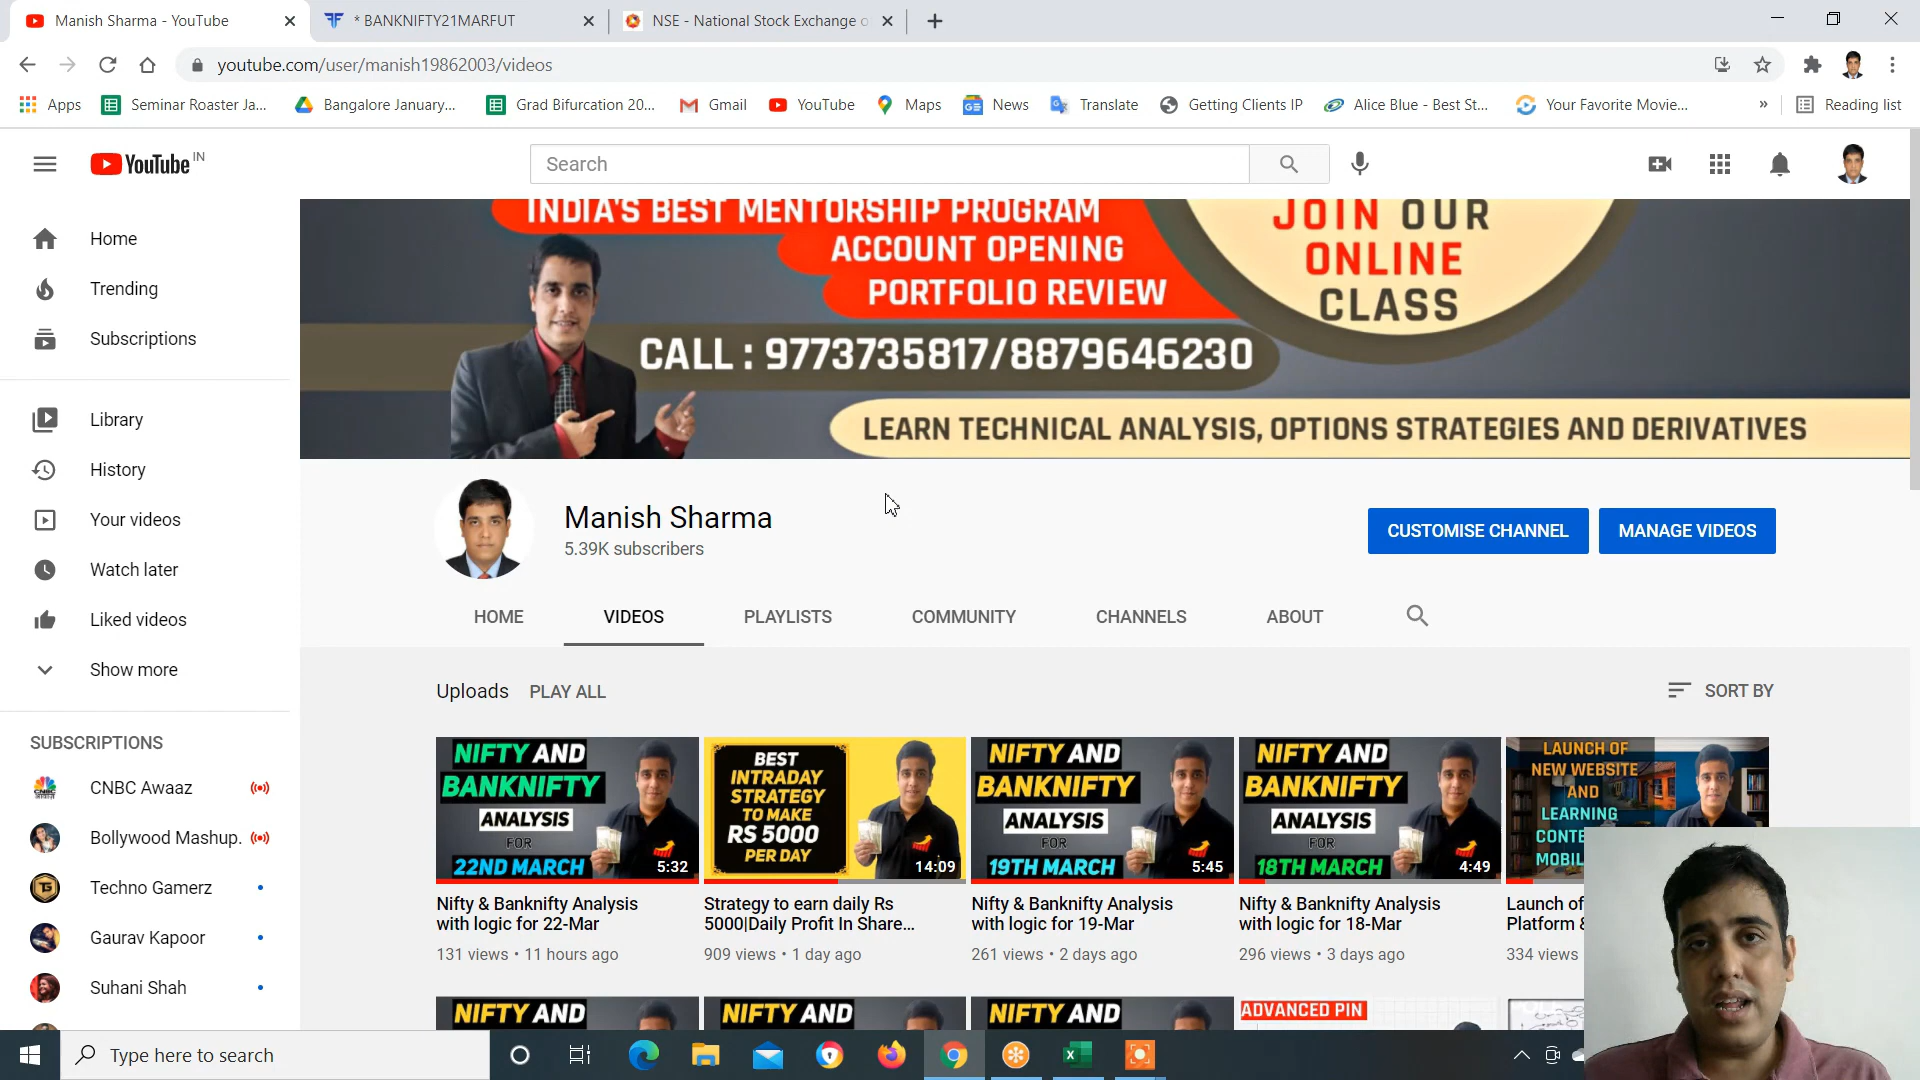 Manish Sharma - YouTube
* BANKNIFTY21MARFUT
NSE - National Stock Exchange o
youtube.com/user/manish19862003/videos
Apps
Seminar Roaster Ja...
Bangalore January...
Grad Bifurcation 20...
Gmail
YouTube
Maps
News
Translate
Getting Clients IP
Alice Blue - Best St...
Your Favorite Movie...
»
Reading list
YouTube IN
Search
Home
Trending
Subscriptions
Library
History
Your videos
Watch later
Liked videos
Show more
SUBSCRIPTIONS
CNBC Awaaz
Bollywood Mashup.
Techno Gamerz
Gaurav Kapoor
Suhani Shah
INDIA'S BEST MENTORSHIP PROGRAM
ACCOUNT OPENING
PORTFOLIO REVIEW
CALL : 9773735817/8879646230
JOIN OUR
ONLINE
CLASS
LEARN TECHNICAL ANALYSIS, OPTIONS STRATEGIES AND DERIVATIVES
Manish Sharma
5.39K subscribers
CUSTOMISE CHANNEL
MANAGE VIDEOS
HOME
VIDEOS
PLAYLISTS
COMMUNITY
CHANNELS
ABOUT
Uploads PLAY ALL
SORT BY
NIFTY AND
BANKNIFTY
ANALYSIS
FOR
22ND MARCH
5:32
Nifty & Banknifty Analysis
with logic for 22-Mar
131 views • 11 hours ago
BEST
INTRADAY
STRATEGY
TO MAKE
RS 5000
PER DAY
14:09
Strategy to earn daily Rs
5000|Daily Profit In Share...
909 views • 1 day ago
NIFTY AND
BANKNIFTY
ANALYSIS
FOR
19TH MARCH
5:45
Nifty & Banknifty Analysis
with logic for 19-Mar
261 views • 2 days ago
NIFTY AND
BANKNIFTY
ANALYSIS
FOR
18TH MARCH
4:49
Nifty & Banknifty Analysis
with logic for 18-Mar
296 views • 3 days ago
LAUNCH OF
NEW WEBSITE
AND
LEARNING
CONTE
MOBIL
Launch of
Platform &
334 views
NIFTY AND
NIFTY AND
NIFTY AND
ADVANCED PIN
Type here to search